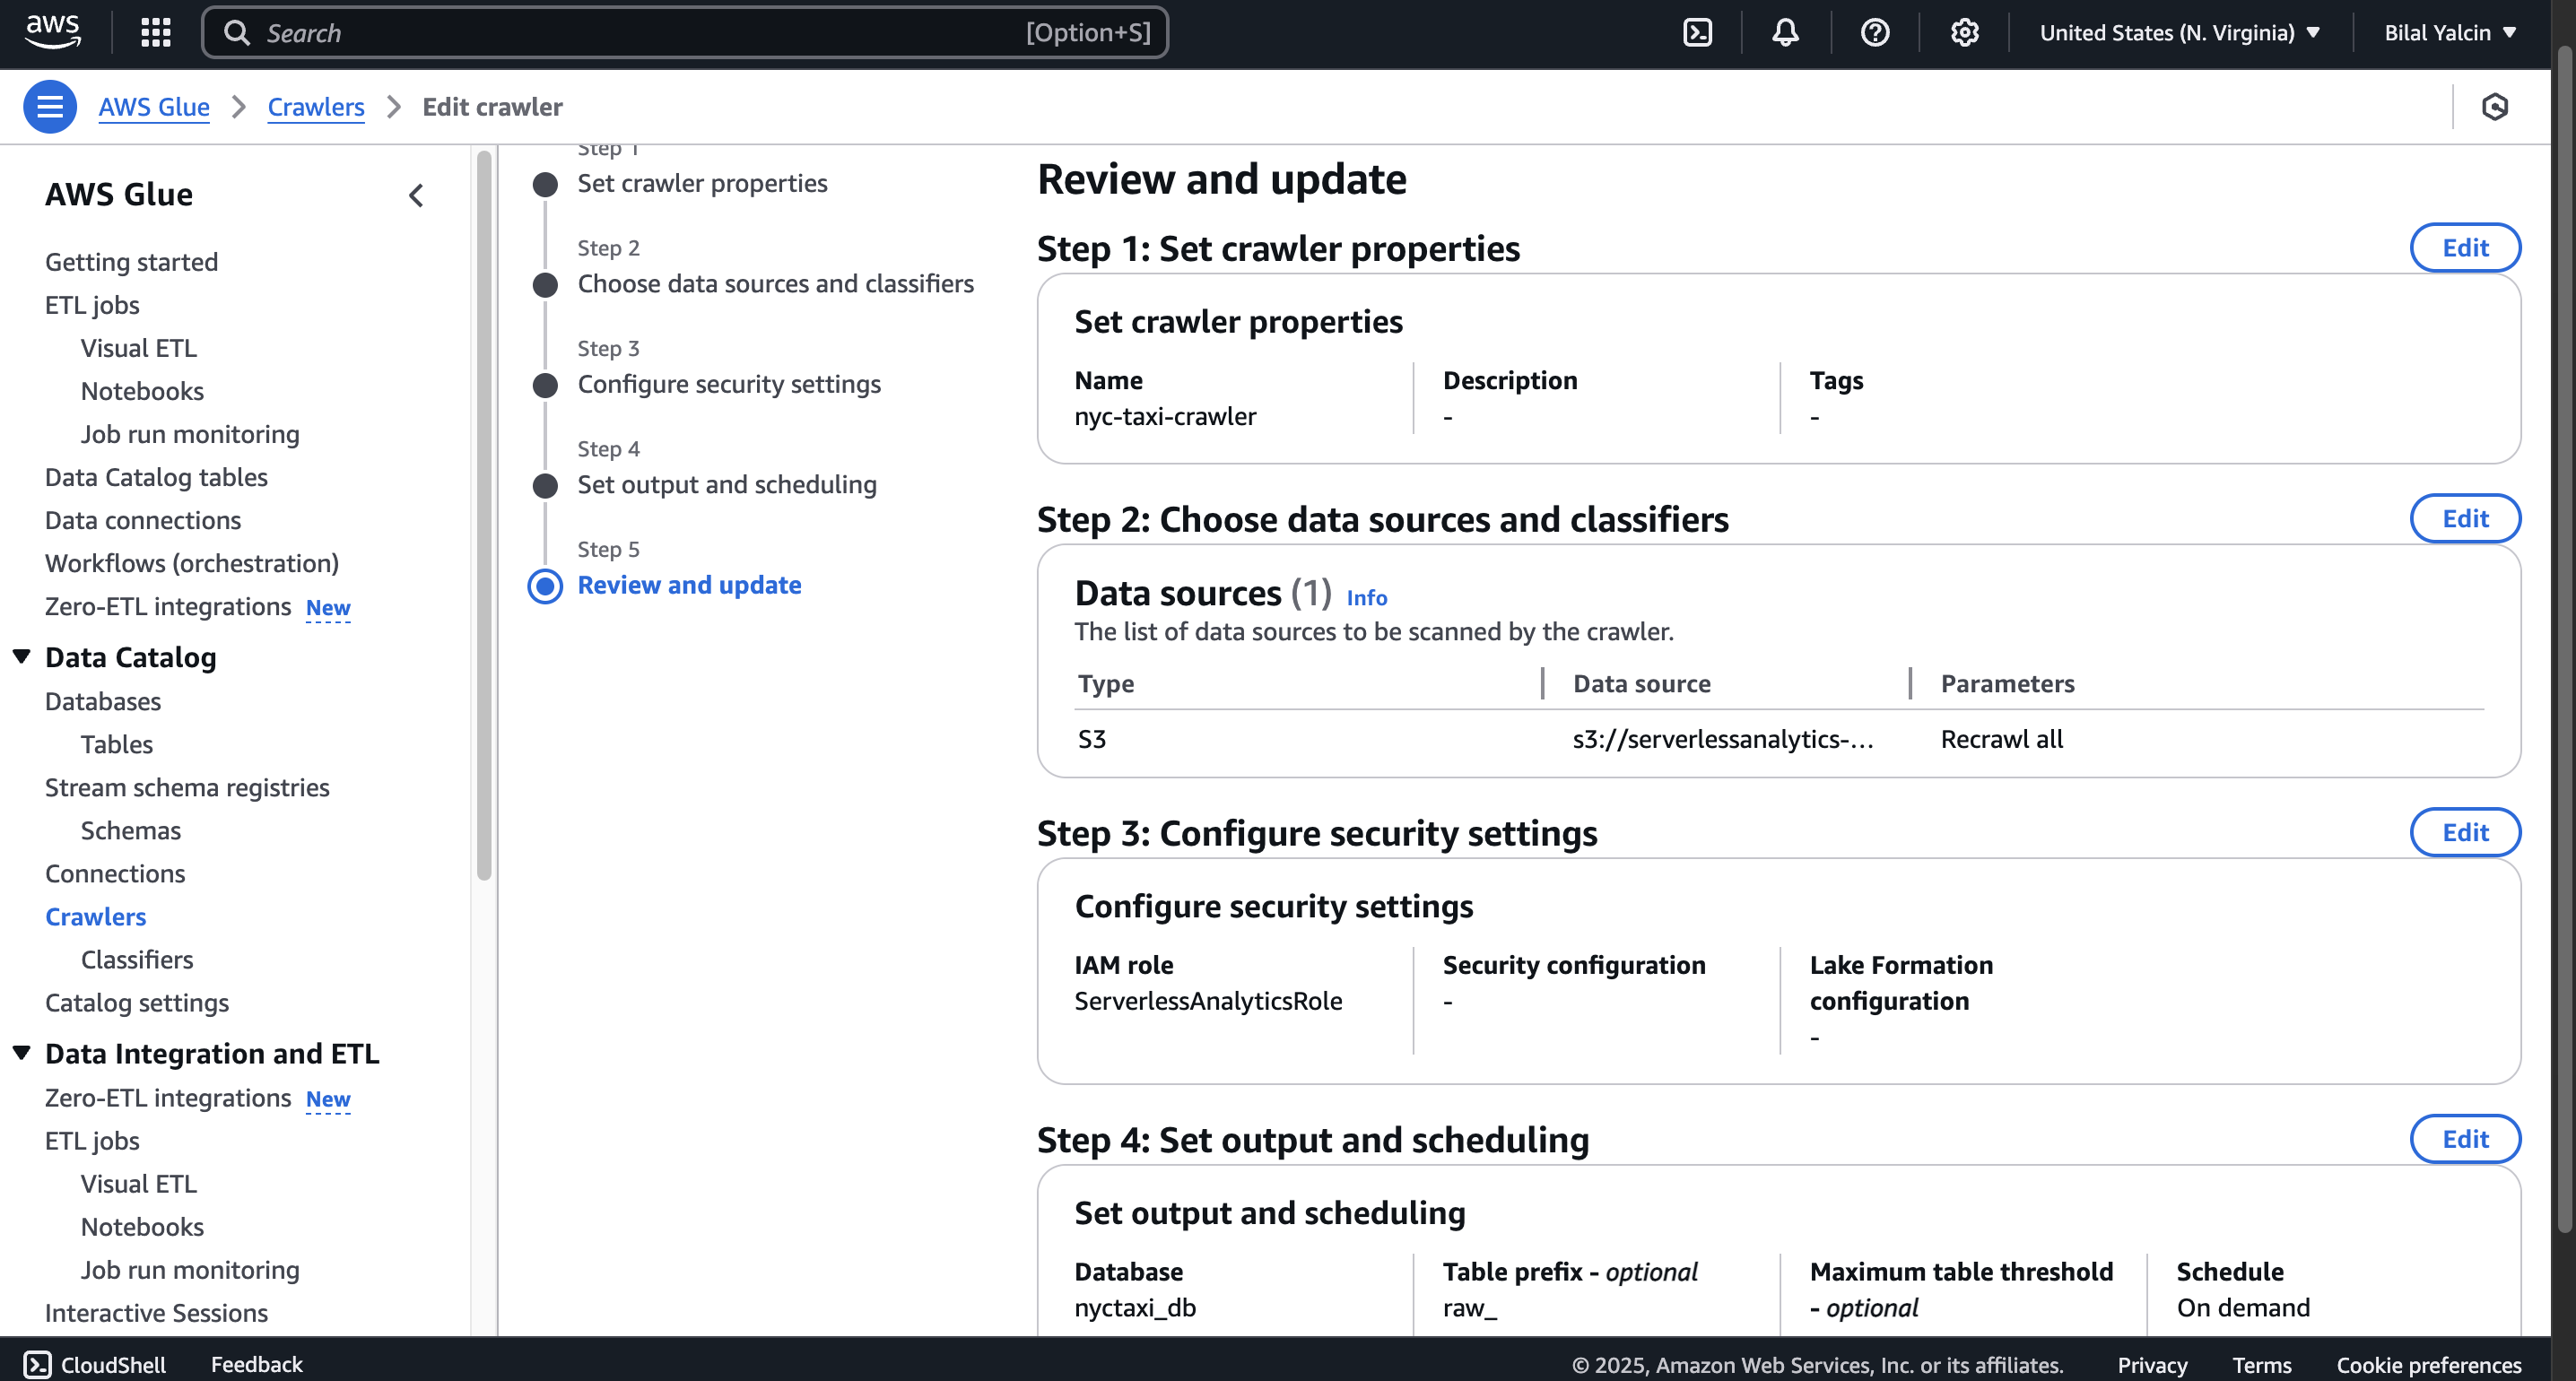 aws
Search
[Option+S]
United States (N. Virginia)
Bilal Yalcin
AWS Glue
Crawlers
Edit crawler
AWS Glue
Getting started
ETL jobs
Visual ETL
Notebooks
Job run monitoring
Data Catalog tables
Data connections
Workflows (orchestration)
Zero-ETL integrations New
Data Catalog
Databases
Tables
Stream schema registries
Schemas
Connections
Crawlers
Classifiers
Catalog settings
Data Integration and ETL
Zero-ETL integrations New
ETL jobs
Visual ETL
Notebooks
Job run monitoring
Interactive Sessions
Step 1
Set crawler properties
Step 2
Choose data sources and classifiers
Step 3
Configure security settings
Step 4
Set output and scheduling
Step 5
Review and update
Review and update
Step 1: Set crawler properties
Edit
Set crawler properties
Name
nyc-taxi-crawler
Description
-
Tags
-
Step 2: Choose data sources and classifiers
Edit
Data sources (1) Info
The list of data sources to be scanned by the crawler.
Type
Data source
Parameters
S3
s3://serverlessanalytics-...
Recrawl all
Step 3: Configure security settings
Edit
Configure security settings
IAM role
ServerlessAnalyticsRole
Security configuration
-
Lake Formation
configuration
-
Step 4: Set output and scheduling
Edit
Set output and scheduling
Database
nyctaxi_db
Table prefix - optional
raw_
Maximum table threshold
- optional
Schedule
On demand
CloudShell
Feedback
© 2025, Amazon Web Services, Inc. or its affiliates.
Privacy
Terms
Cookie preferences